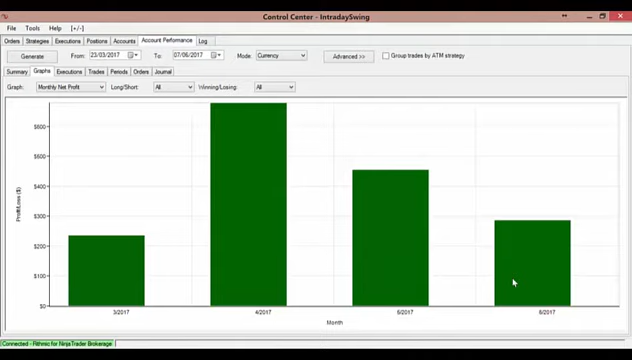 Control Center - IntradaySwing
File Tools Help [+/-]
Orders Strategies Executions Positions Accounts Account Performance Log
Generate From: 23/03/2017 To: 07/06/2017 Mode: Currency Advanced >> Group trades by ATM strategy
Summary Graphs Executions Trades Periods Orders Journal
Graph: Monthly Net Profit Long/Short: All Winning/Losing: All
$600
$500
$400
$300
$200
$100
$0
Profit/Loss ($)
3/2017 4/2017 5/2017 6/2017
Month
Connected - Rithmic for NinjaTrader Brokerage